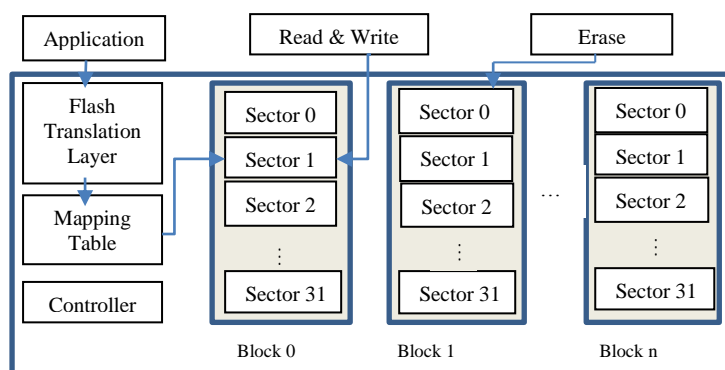 Application
Read & Write
Erase
Flash
Translation
Layer
Mapping
Table
Controller
Sector 0
Sector 1
Sector 2
⋮
Sector 31
Block 0
Sector 0
Sector 1
Sector 2
⋮
Sector 31
Block 1
…
Sector 0
Sector 1
Sector 2
⋮
Sector 31
Block n